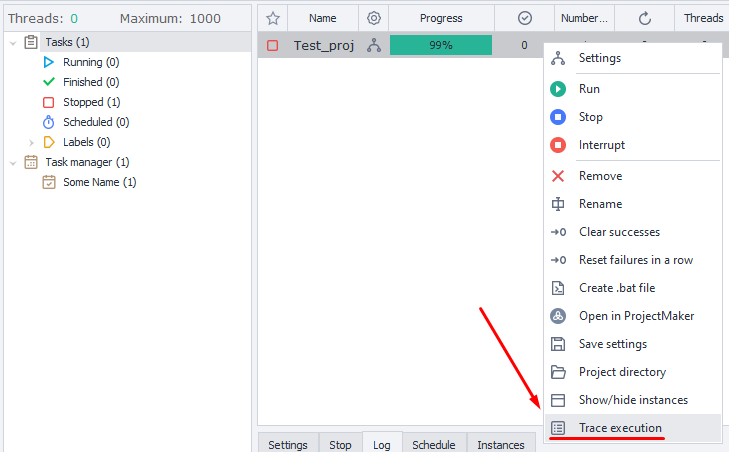 Threads: 0 Maximum: 1000
Tasks (1)
Running (0)
Finished (0)
Stopped (1)
Scheduled (0)
Labels (0)
Task manager (1)
Some Name (1)
Name Progress Number... Threads
Test_proj 99% 0
Settings
Run
Stop
Interrupt
Remove
Rename
Clear successes
Reset failures in a row
Create .bat file
Open in ProjectMaker
Save settings
Project directory
Show/hide instances
Trace execution
Settings Stop Log Schedule Instances